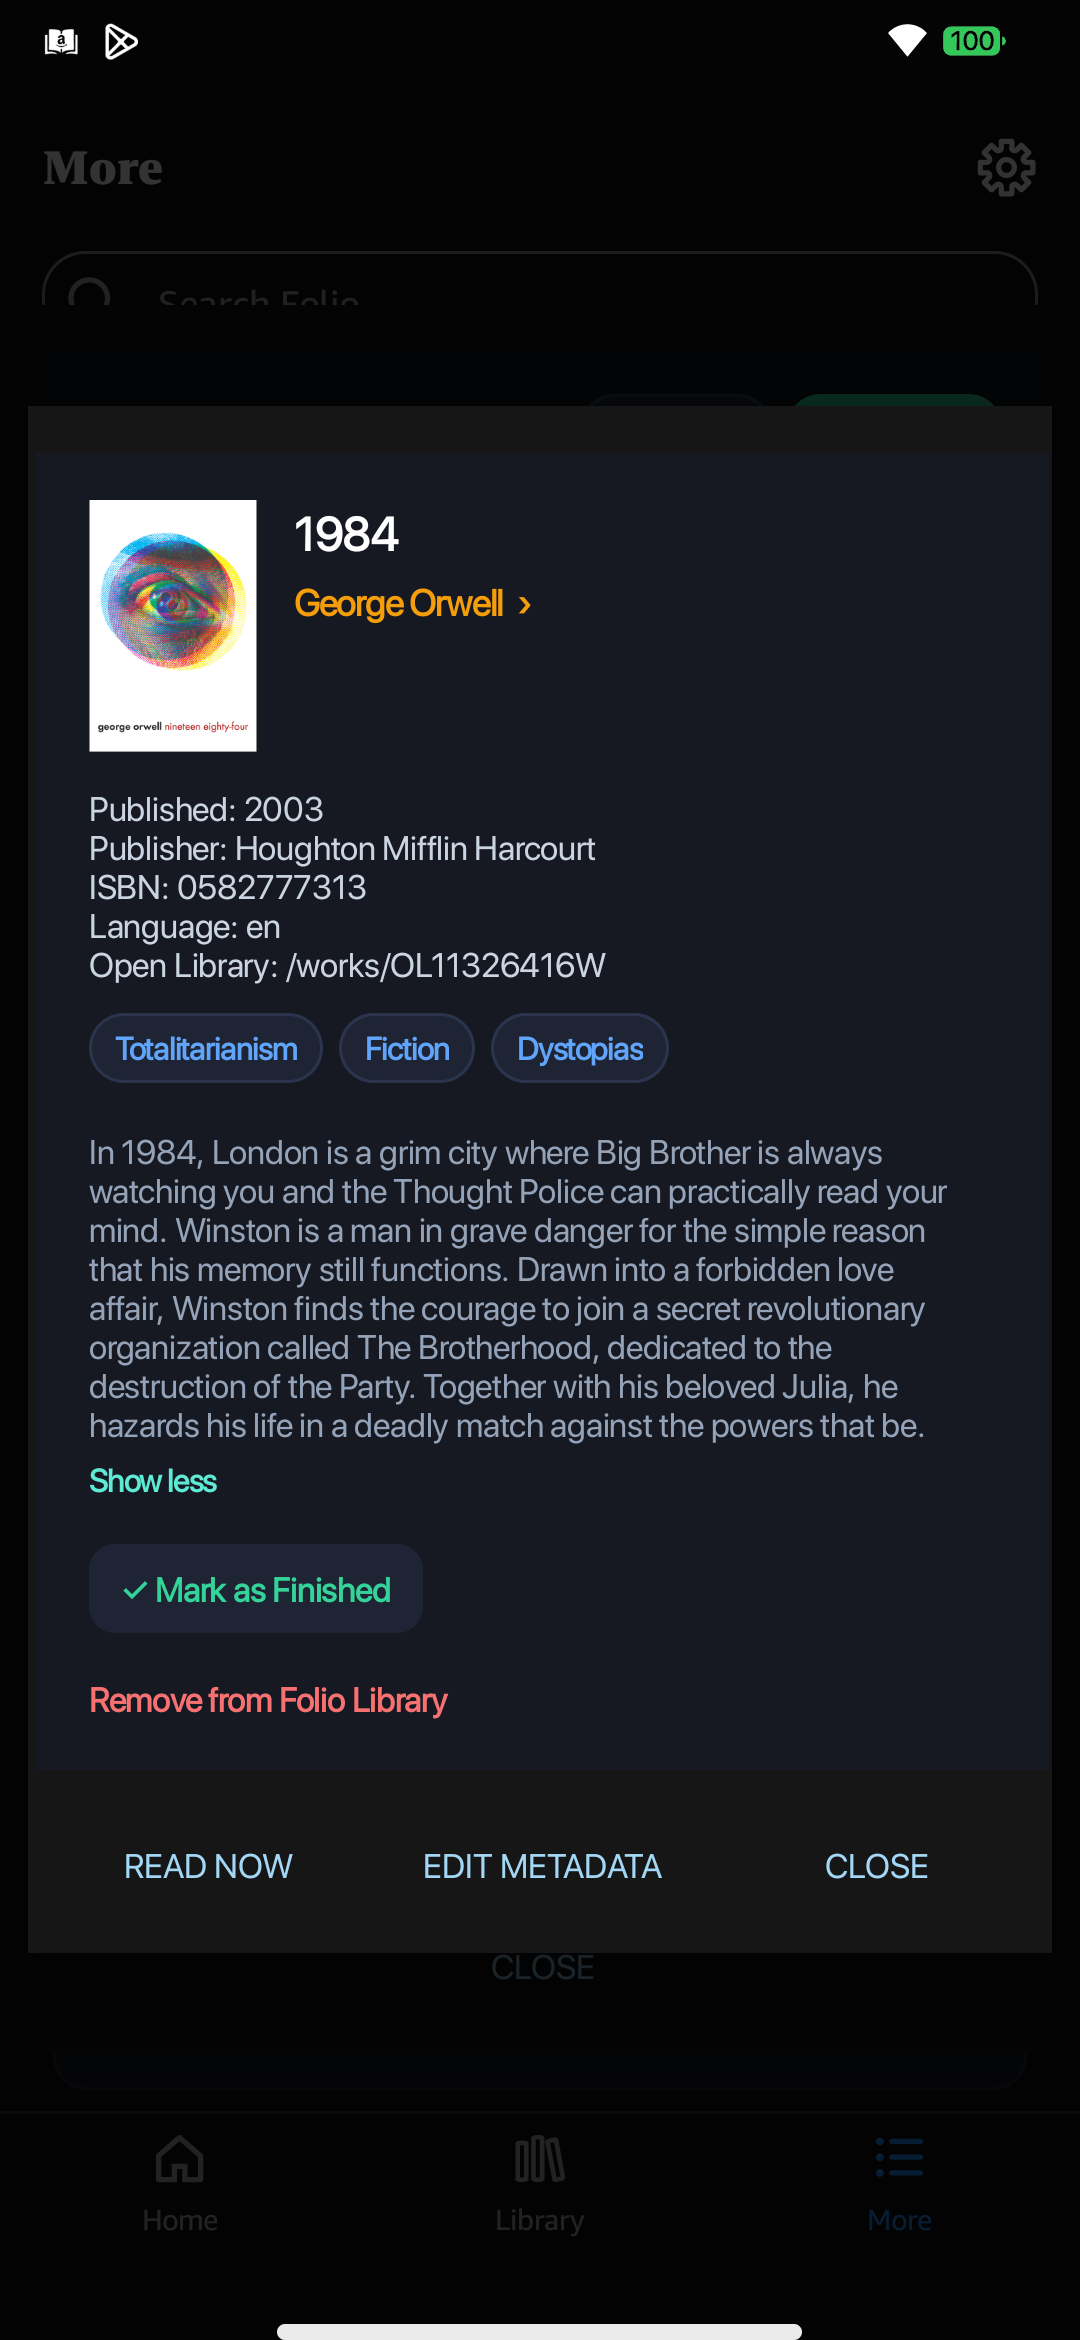 100
More
Search Folio
1984
George Orwell ›
george orwell nineteen eighty-four
Published: 2003
Publisher: Houghton Mifflin Harcourt
ISBN: 0582777313
Language: en
Open Library: /works/OL11326416W
Totalitarianism Fiction Dystopias
In 1984, London is a grim city where Big Brother is always
watching you and the Thought Police can practically read your
mind. Winston is a man in grave danger for the simple reason
that his memory still functions. Drawn into a forbidden love
affair, Winston finds the courage to join a secret revolutionary
organization called The Brotherhood, dedicated to the
destruction of the Party. Together with his beloved Julia, he
hazards his life in a deadly match against the powers that be.
Show less
✓ Mark as Finished
Remove from Folio Library
READ NOW EDIT METADATA CLOSE
CLOSE
Home Library More